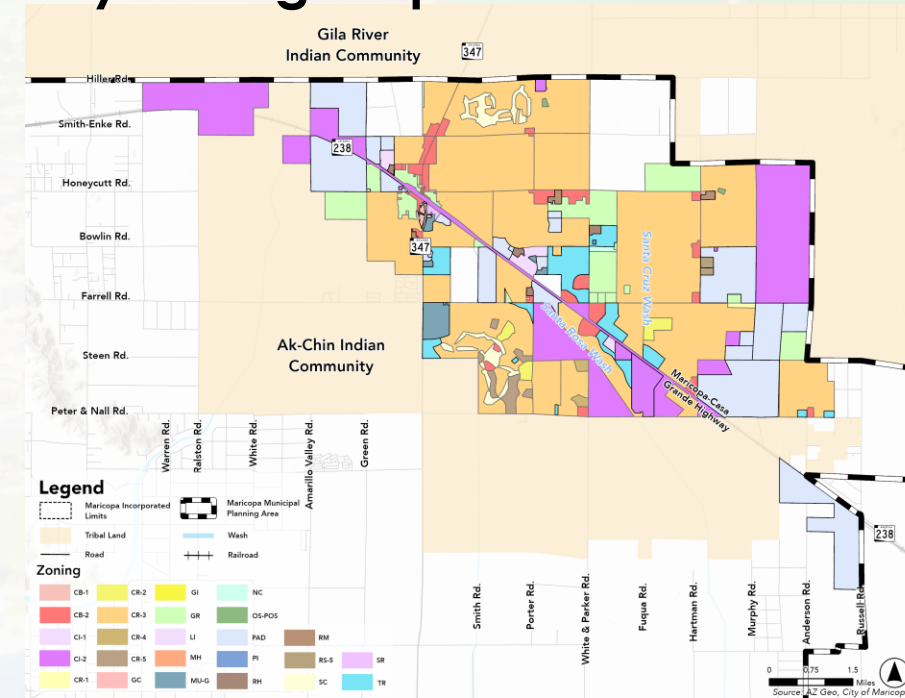 Gila River
Indian Community
347
Hiller Rd.
Smith-Enke Rd.
238
Honeycutt Rd.
Bowlin Rd.
347
Santa Cruz Wash
Farrell Rd.
Santa Rosa Wash
Steen Rd.
Ak-Chin Indian
Community
Maricopa-Casa
Grande Highway
Peter & Nall Rd.
Warren Rd.
Ralston Rd.
White Rd.
Amarillo Valley Rd.
Green Rd.
238
Smith Rd.
Porter Rd.
White & Parker Rd.
Fuqua Rd.
Hartman Rd.
Murphy Rd.
Anderson Rd.
Russell Rd.
Legend
Maricopa Incorporated
Limits
Maricopa Municipal
Planning Area
Tribal Land
Wash
Road
Railroad
Zoning
CB-1
CR-2
GI
NC
CB-2
CR-3
GR
OS-POS
CI-1
CR-4
LI
PAD
RM
CI-2
CR-5
MH
PI
RS-5
SR
CR-1
GC
MU-G
RH
SC
TR
0 0.75 1.5
Miles
Source: AZ Geo, City of Maricopa